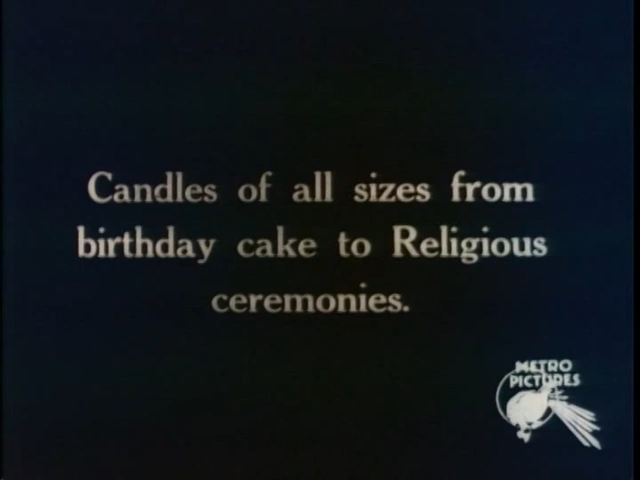 Candles of all sizes from
birthday cake to Religious
ceremonies.
METRO
PICTURES